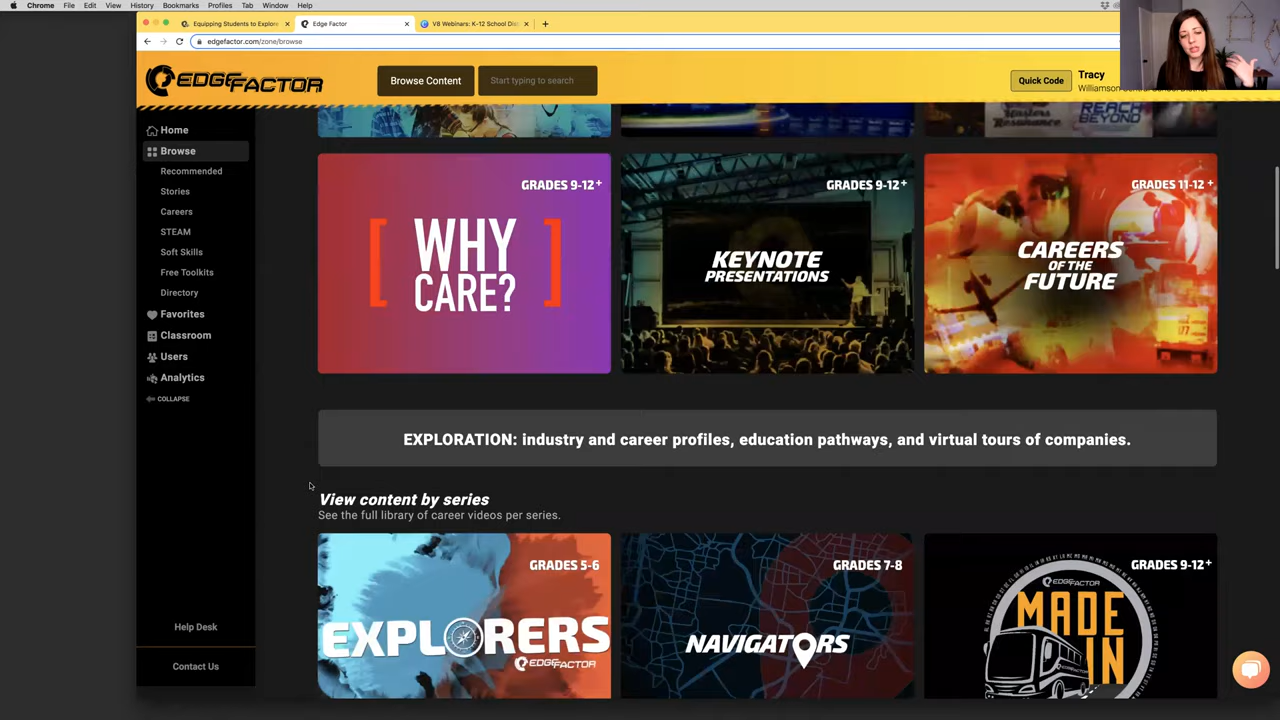 Chrome File Edit View History Bookmarks Profiles Tab Window Help
Equipping Students to Explore
Edge Factor
V8 Webinars: K-12 School Dis
edgefactor.com/zone/browse
EDGEFACTOR
Browse Content
Start typing to search
Quick Code
Tracy
Home
Browse
Recommended
Stories
Careers
STEAM
Soft Skills
Free Toolkits
Directory
Favorites
Classroom
Users
Analytics
COLLAPSE
Help Desk
Contact Us
REACH
BEYOND
GRADES 9-12+
[ WHY
CARE? ]
GRADES 9-12+
KEYNOTE
PRESENTATIONS
GRADES 11-12 +
CAREERS
OF THE
FUTURE
EXPLORATION: industry and career profiles, education pathways, and virtual tours of companies.
View content by series
See the full library of career videos per series.
GRADES 5-6
EXPLORERS
EDGEFACTOR
GRADES 7-8
NAVIGATORS
GRADES 9-12+
EDGEFACTOR
MADE
IN